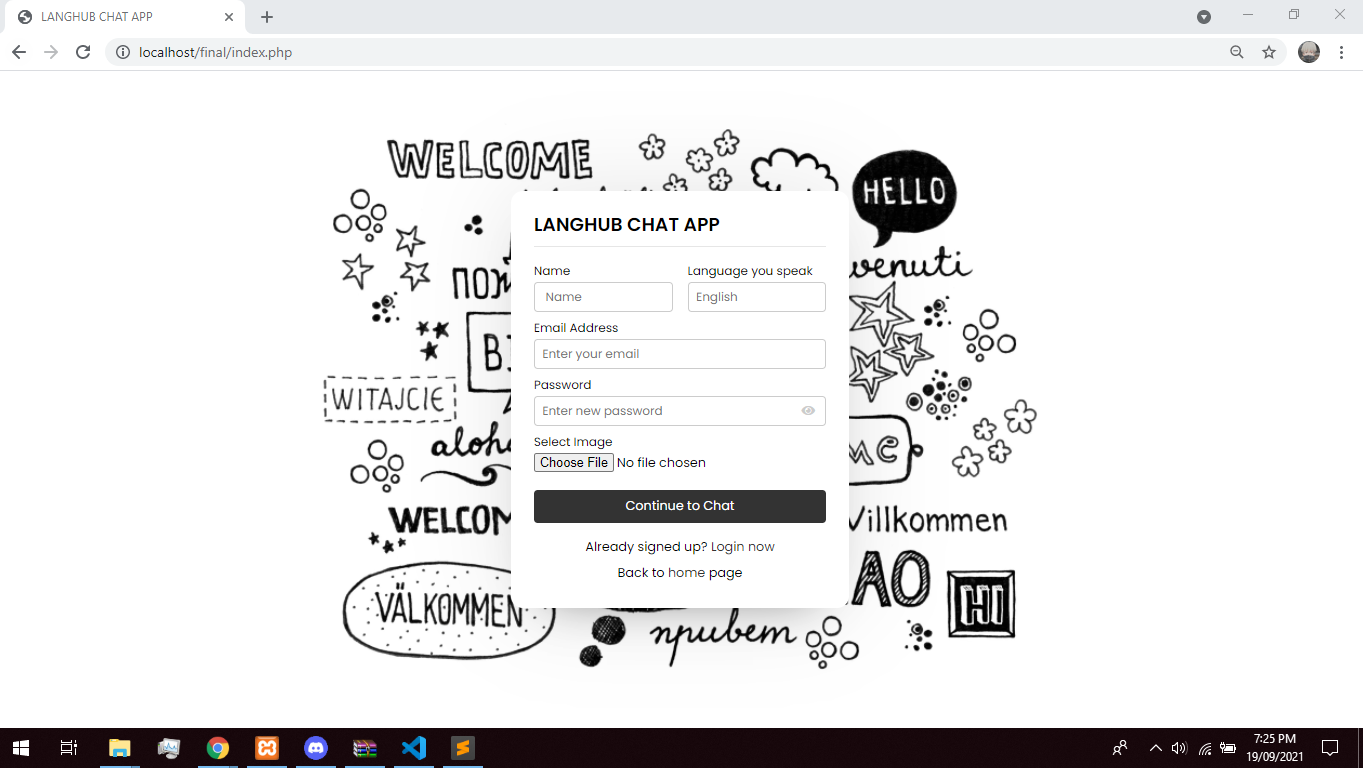 LANGHUB CHAT APP
localhost/final/index.php
WELCOME
HELLO
LANGHUB CHAT APP
Name
Language you speak
Name
English
venuti
Email Address
Enter your email
Password
WITAJCIE
Enter new password
aloh
Select Image
Choose File No file chosen
WELCOM
Continue to Chat
Villkommen
Already signed up? Login now
Back to home page
AO
HI
VÄLKOMMEN
привет
7:25 PM
19/09/2021